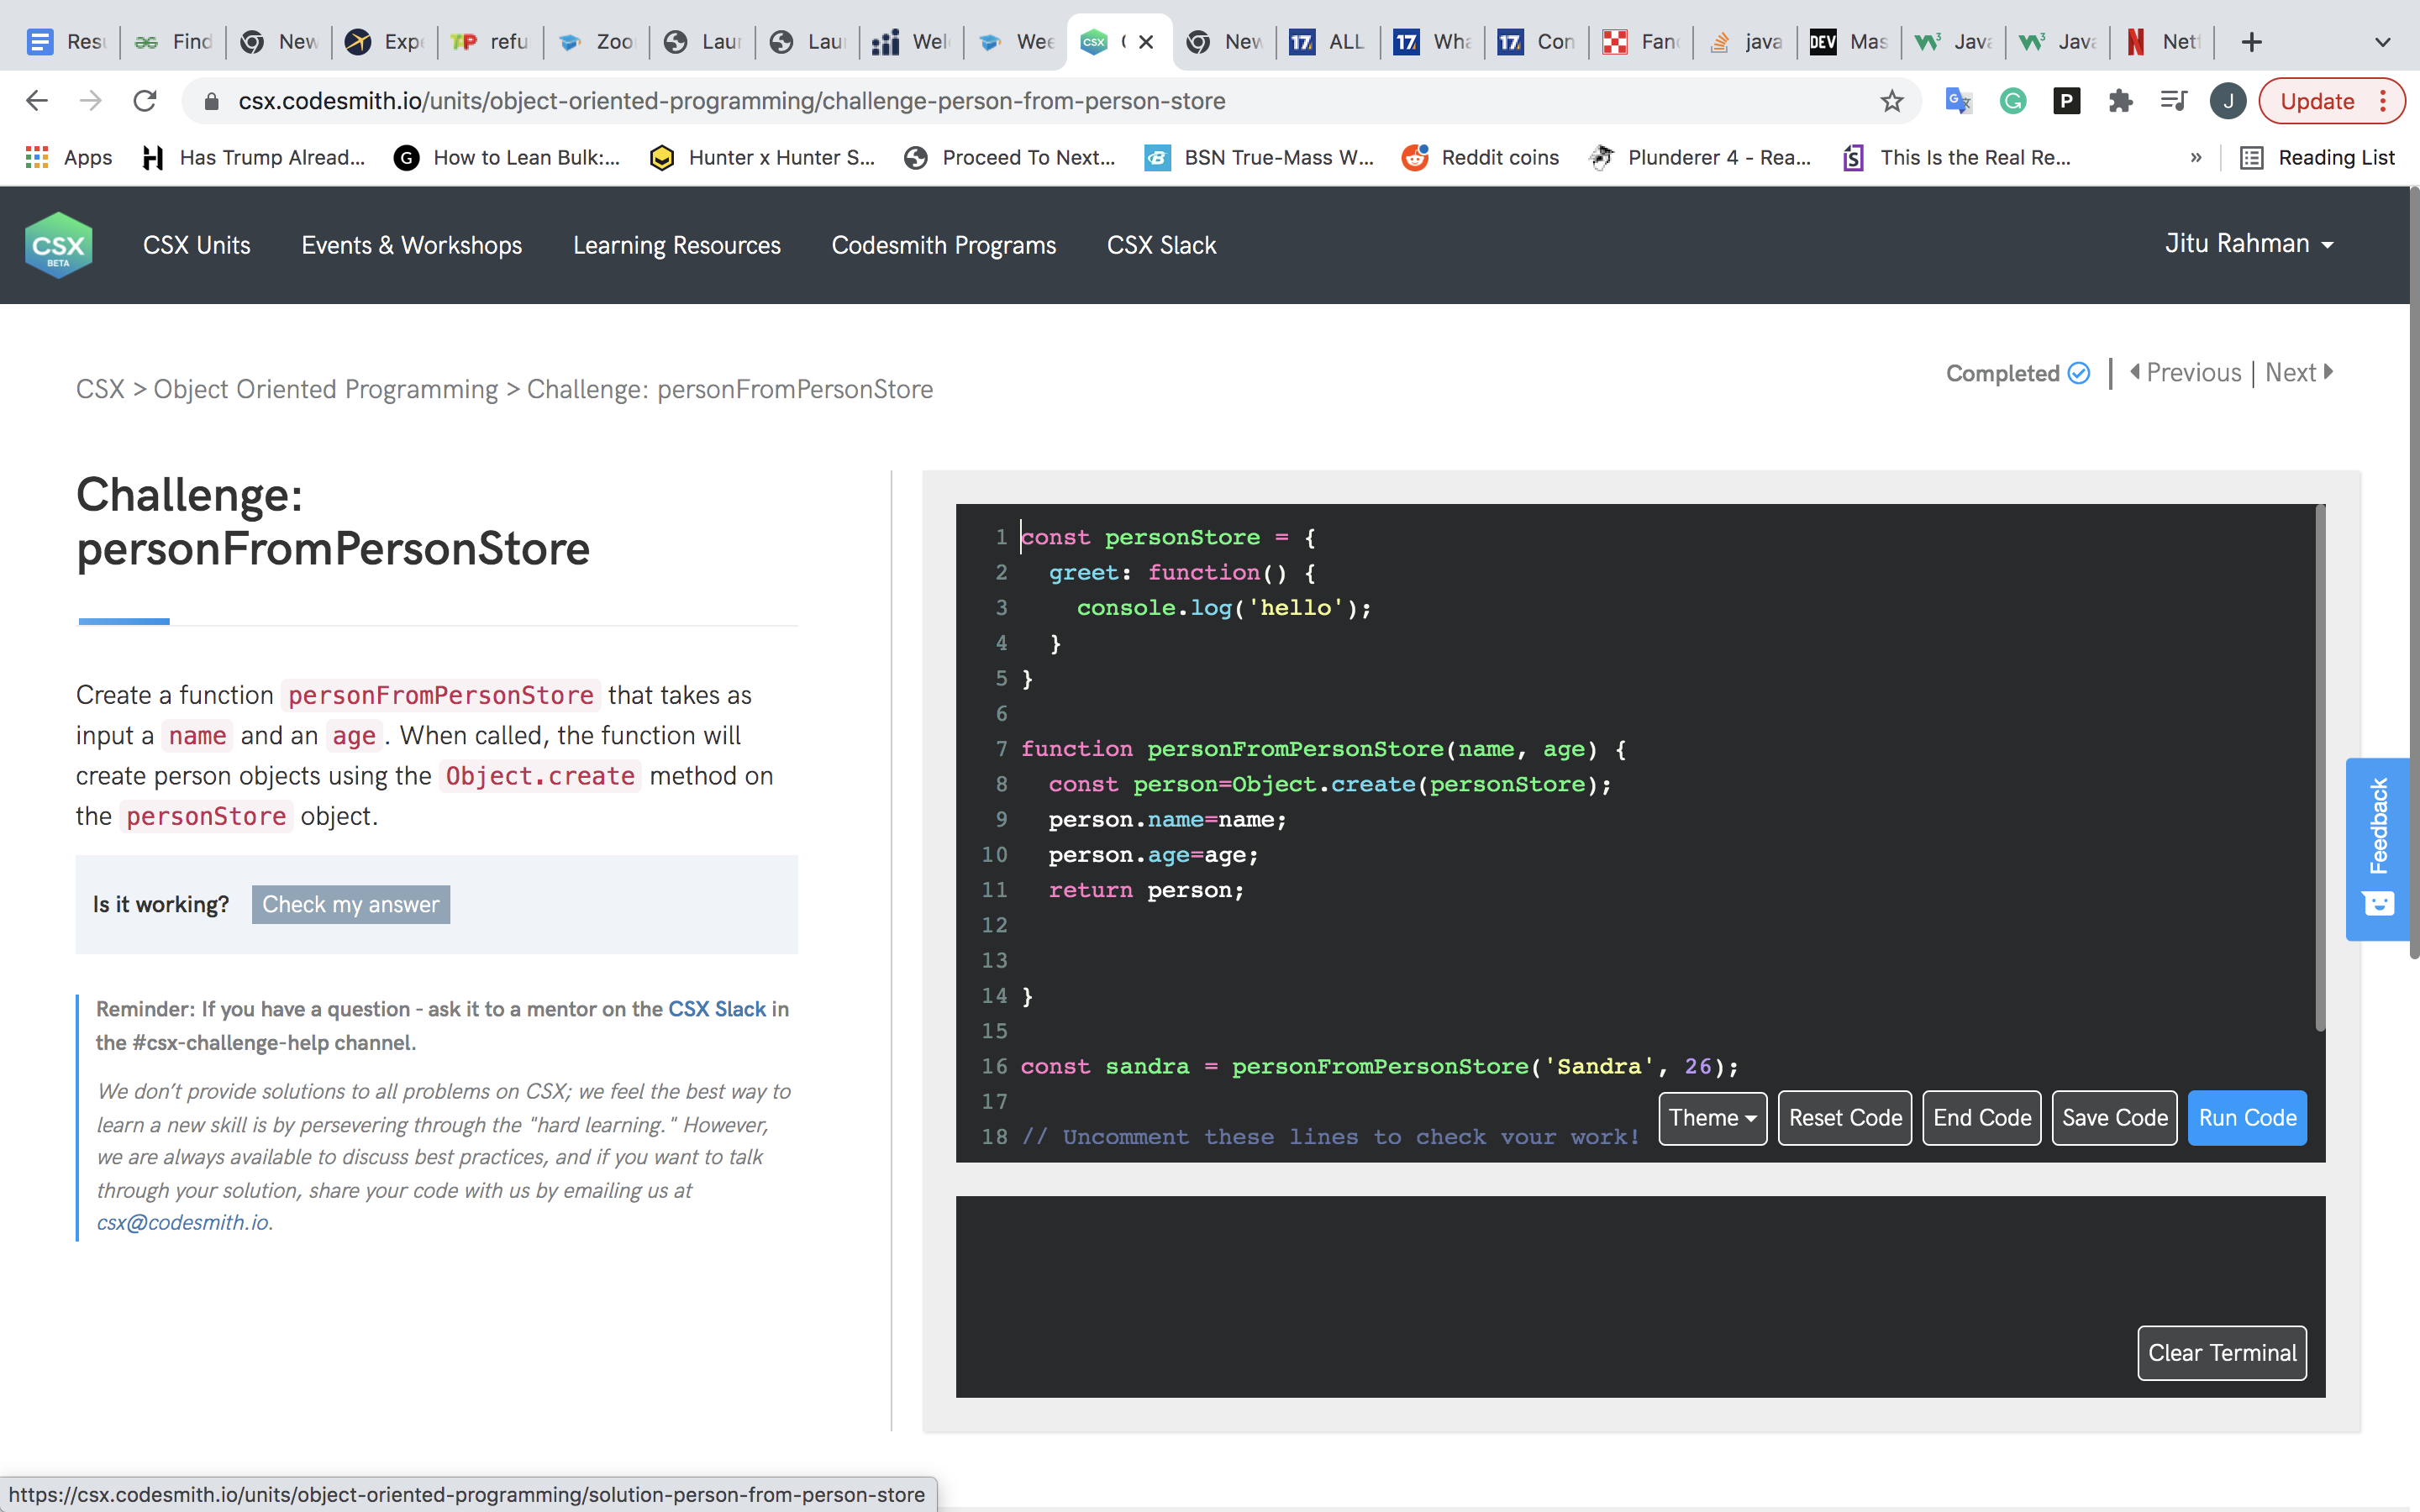 Resu Find New Expe refu Zoo Laun Laun Wel Wee CSX New ALL Wha Con Fand java DEV Mas Java Java Netf
csx.codesmith.io/units/object-oriented-programming/challenge-person-from-person-store
J Update
Apps Has Trump Alread... How to Lean Bulk:... Hunter x Hunter S... Proceed To Next... BSN True-Mass W... Reddit coins Plunderer 4 - Rea... This Is the Real Re... » Reading List
CSX BETA CSX Units Events & Workshops Learning Resources Codesmith Programs CSX Slack Jitu Rahman
CSX > Object Oriented Programming > Challenge: personFromPersonStore
Completed | Previous | Next
Challenge:
personFromPersonStore
Create a function personFromPersonStore that takes as
input a name and an age . When called, the function will
create person objects using the Object.create method on
the personStore object.
Is it working? Check my answer
Reminder: If you have a question - ask it to a mentor on the CSX Slack in
the #csx-challenge-help channel.
We don’t provide solutions to all problems on CSX; we feel the best way to
learn a new skill is by persevering through the "hard learning." However,
we are always available to discuss best practices, and if you want to talk
through your solution, share your code with us by emailing us at
csx@codesmith.io.
1 const personStore = {
2 greet: function() {
3 console.log('hello');
4 }
5 }
6
7 function personFromPersonStore(name, age) {
8 const person=Object.create(personStore);
9 person.name=name;
10 person.age=age;
11 return person;
12
13
14 }
15
16 const sandra = personFromPersonStore('Sandra', 26);
17
18 // Uncomment these lines to check your work!
Theme Reset Code End Code Save Code Run Code
Clear Terminal
Feedback
https://csx.codesmith.io/units/object-oriented-programming/solution-person-from-person-store